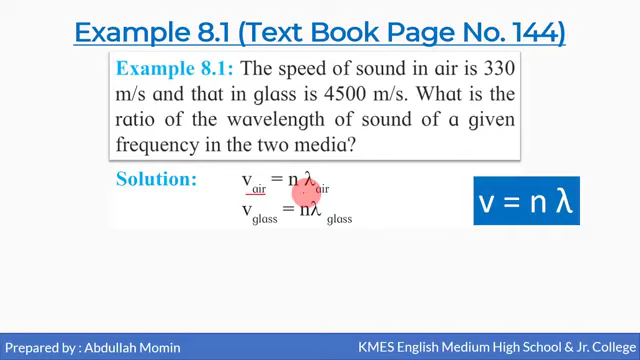 Example 8.1 (Text Book Page No. 144)
Example 8.1: The speed of sound in air is 330
m/s and that in glass is 4500 m/s. What is the
ratio of the wavelength of sound of a given
frequency in the two media?
Solution: v air = n λ air
v glass = nλ glass
v = n λ
Prepared by : Abdullah Momin KMES English Medium High School & Jr. College